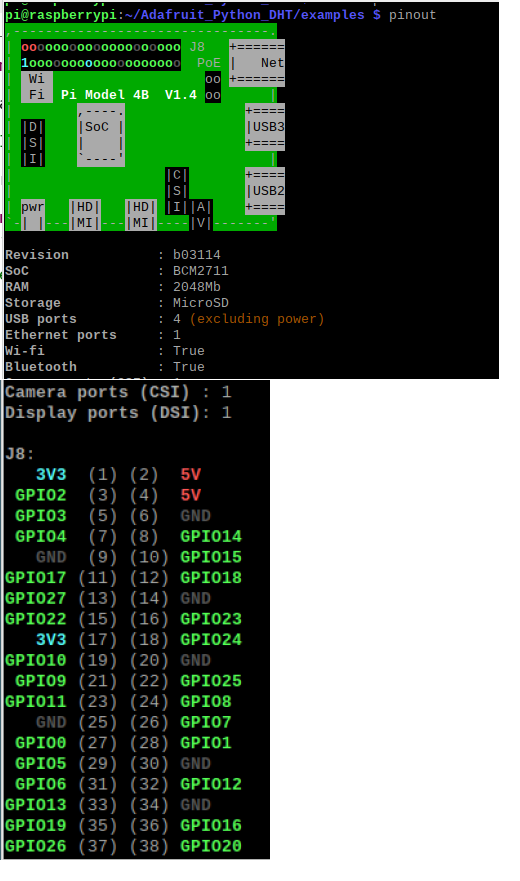 pi@raspberrypi:~/Adafruit_Python_DHT/examples $ pinout
,--------------------------------.
| oooooooooooooooooooo J8   +======
| 1ooooooooooooooooooo  PoE |   Net
|  Wi                    oo +======
|  Fi  Pi Model 4B  V1.4 oo      |
|        ,----.               +====
| |D|    |SoC |               |USB3
| |S|    |    |               +====
| |I|    `----'                  |
|                   |C|       +====
|                   |S|       |USB2
| pwr   |HD|   |HD| |I||A|    +====
`-| |---|MI|---|MI|----|V|-------'
Revision : b03114
SoC : BCM2711
RAM : 2048Mb
Storage : MicroSD
USB ports : 4 (excluding power)
Ethernet ports : 1
Wi-fi : True
Bluetooth : True
Camera ports (CSI) : 1
Display ports (DSI): 1
J8:
3V3 (1) (2) 5V
GPIO2 (3) (4) 5V
GPIO3 (5) (6) GND
GPIO4 (7) (8) GPIO14
GND (9) (10) GPIO15
GPIO17 (11) (12) GPIO18
GPIO27 (13) (14) GND
GPIO22 (15) (16) GPIO23
3V3 (17) (18) GPIO24
GPIO10 (19) (20) GND
GPIO9 (21) (22) GPIO25
GPIO11 (23) (24) GPIO8
GND (25) (26) GPIO7
GPIO0 (27) (28) GPIO1
GPIO5 (29) (30) GND
GPIO6 (31) (32) GPIO12
GPIO13 (33) (34) GND
GPIO19 (35) (36) GPIO16
GPIO26 (37) (38) GPIO20